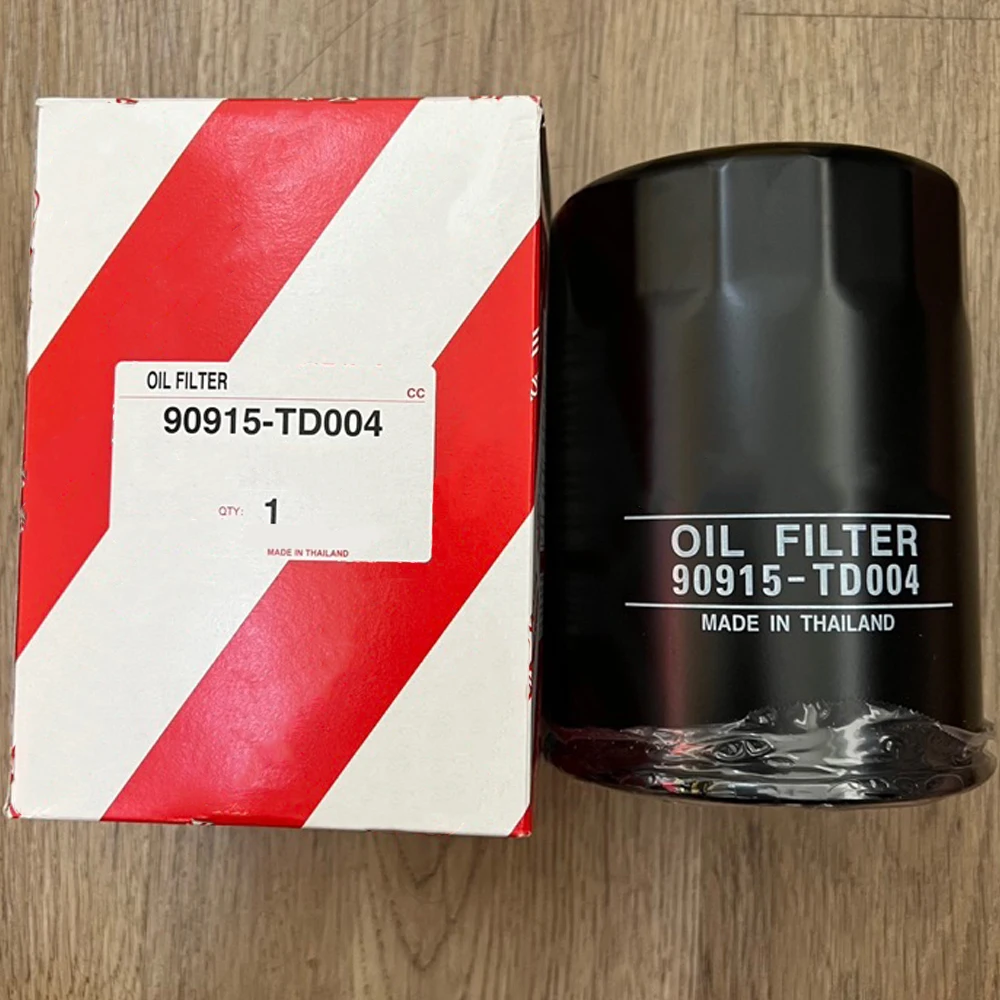 OIL FILTER
CC
90915-TD004
QTY: 1
MADE IN THAILAND
OIL FILTER
90915-TD004
MADE IN THAILAND